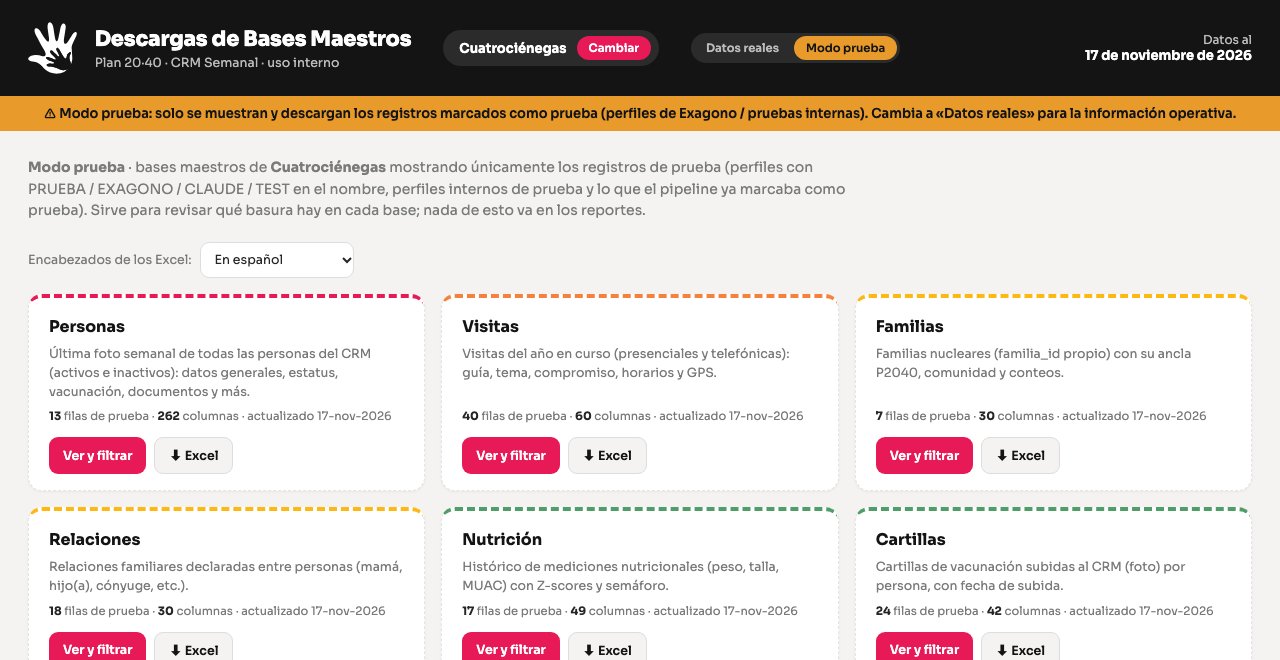 Descargas de Bases Maestros
Plan 20·40 · CRM Semanal · uso interno
Cuatrociénegas Cambiar
Datos reales Modo prueba
Datos al
17 de noviembre de 2026
⚠ Modo prueba: solo se muestran y descargan los registros marcados como prueba (perfiles de Exagono / pruebas internas). Cambia a «Datos reales» para la información operativa.
Modo prueba · bases maestros de Cuatrociénegas mostrando únicamente los registros de prueba (perfiles con
PRUEBA / EXAGONO / CLAUDE / TEST en el nombre, perfiles internos de prueba y lo que el pipeline ya marcaba como
prueba). Sirve para revisar qué basura hay en cada base; nada de esto va en los reportes.
Encabezados de los Excel: En español
Personas
Última foto semanal de todas las personas del CRM
(activos e inactivos): datos generales, estatus,
vacunación, documentos y más.
13 filas de prueba · 262 columnas · actualizado 17-nov-2026
Ver y filtrar ⬇ Excel
Visitas
Visitas del año en curso (presenciales y telefónicas):
guía, tema, compromiso, horarios y GPS.
40 filas de prueba · 60 columnas · actualizado 17-nov-2026
Ver y filtrar ⬇ Excel
Familias
Familias nucleares (familia_id propio) con su ancla
P2040, comunidad y conteos.
7 filas de prueba · 30 columnas · actualizado 17-nov-2026
Ver y filtrar ⬇ Excel
Relaciones
Relaciones familiares declaradas entre personas (mamá,
hijo(a), cónyuge, etc.).
18 filas de prueba · 30 columnas · actualizado 17-nov-2026
Ver y filtrar ⬇ Excel
Nutrición
Histórico de mediciones nutricionales (peso, talla,
MUAC) con Z-scores y semáforo.
17 filas de prueba · 49 columnas · actualizado 17-nov-2026
Ver y filtrar ⬇ Excel
Cartillas
Cartillas de vacunación subidas al CRM (foto) por
persona, con fecha de subida.
24 filas de prueba · 42 columnas · actualizado 17-nov-2026
Ver y filtrar ⬇ Excel